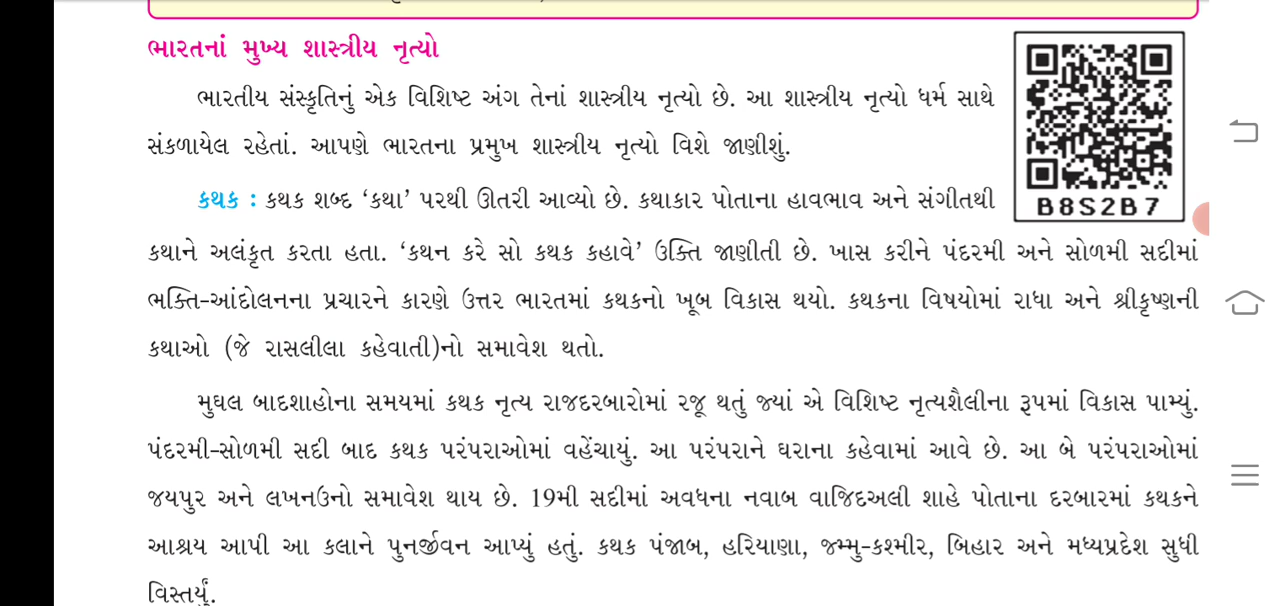 ભારતનાં મુખ્ય શાસ્ત્રીય નૃત્યો
ભારતીય સંસ્કૃતિનું એક વિશિષ્ટ અંગ તેનાં શાસ્ત્રીય નૃત્યો છે. આ શાસ્ત્રીય નૃત્યો ધર્મ સાથે
સંકળાયેલ રહેતાં. આપણે ભારતના પ્રમુખ શાસ્ત્રીય નૃત્યો વિશે જાણીશું.
કથક : કથક શબ્દ ‘કથા’ પરથી ઊતરી આવ્યો છે. કથાકાર પોતાના હાવભાવ અને સંગીતથી
B8S2B7
કથાને અલંકૃત કરતા હતા. ‘કથન કરે સો કથક કહાવે’ ઉક્તિ જાણીતી છે. ખાસ કરીને પંદરમી અને સોળમી સદીમાં
ભક્તિ-આંદોલનના પ્રચારને કારણે ઉત્તર ભારતમાં કથકનો ખૂબ વિકાસ થયો. કથકના વિષયોમાં રાધા અને શ્રીકૃષ્ણની
કથાઓ (જે રાસલીલા કહેવાતી)નો સમાવેશ થતો.
મુઘલ બાદશાહોના સમયમાં કથક નૃત્ય રાજદરબારોમાં રજૂ થતું જ્યાં એ વિશિષ્ટ નૃત્યશૈલીના રૂપમાં વિકાસ પામ્યું.
પંદરમી-સોળમી સદી બાદ કથક પરંપરાઓમાં વહેંચાયું. આ પરંપરાને ઘરાના કહેવામાં આવે છે. આ બે પરંપરાઓમાં
જયપુર અને લખનઉનો સમાવેશ થાય છે. 19મી સદીમાં અવધના નવાબ વાજિદઅલી શાહે પોતાના દરબારમાં કથકને
આશ્રય આપી આ કલાને પુનર્જીવન આપ્યું હતું. કથક પંજાબ, હરિયાણા, જમ્મુ-કશ્મીર, બિહાર અને મધ્યપ્રદેશ સુધી
વિસ્તર્યું.